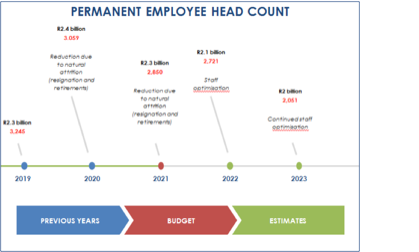 PERMANENT EMPLOYEE HEAD COUNT
R2.4 billion
3,059
Reduction due
to natural
attrition
(resignation and
retirements)
R2.3 billion
2,850
Reduction due
to natural
attrition
(resignation and
retirements)
R2.1 billion
2,721
Staff
optimisation
R2 billion
2,051
Continued staff
optimisation
R2.3 billion
3,245
2019
2020
2021
2022
2023
PREVIOUS YEARS
BUDGET
ESTIMATES